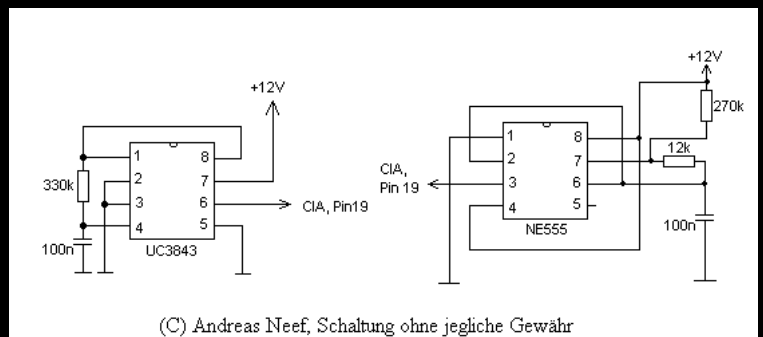 +12V
1 8
2 7
3 6
4 5
330k
100n
UC3843
CIA, Pin19
+12V
270k
12k
1 8
2 7
3 6
4 5
CIA,
Pin 19
NE555
100n
(C) Andreas Neef, Schaltung ohne jegliche Gewähr